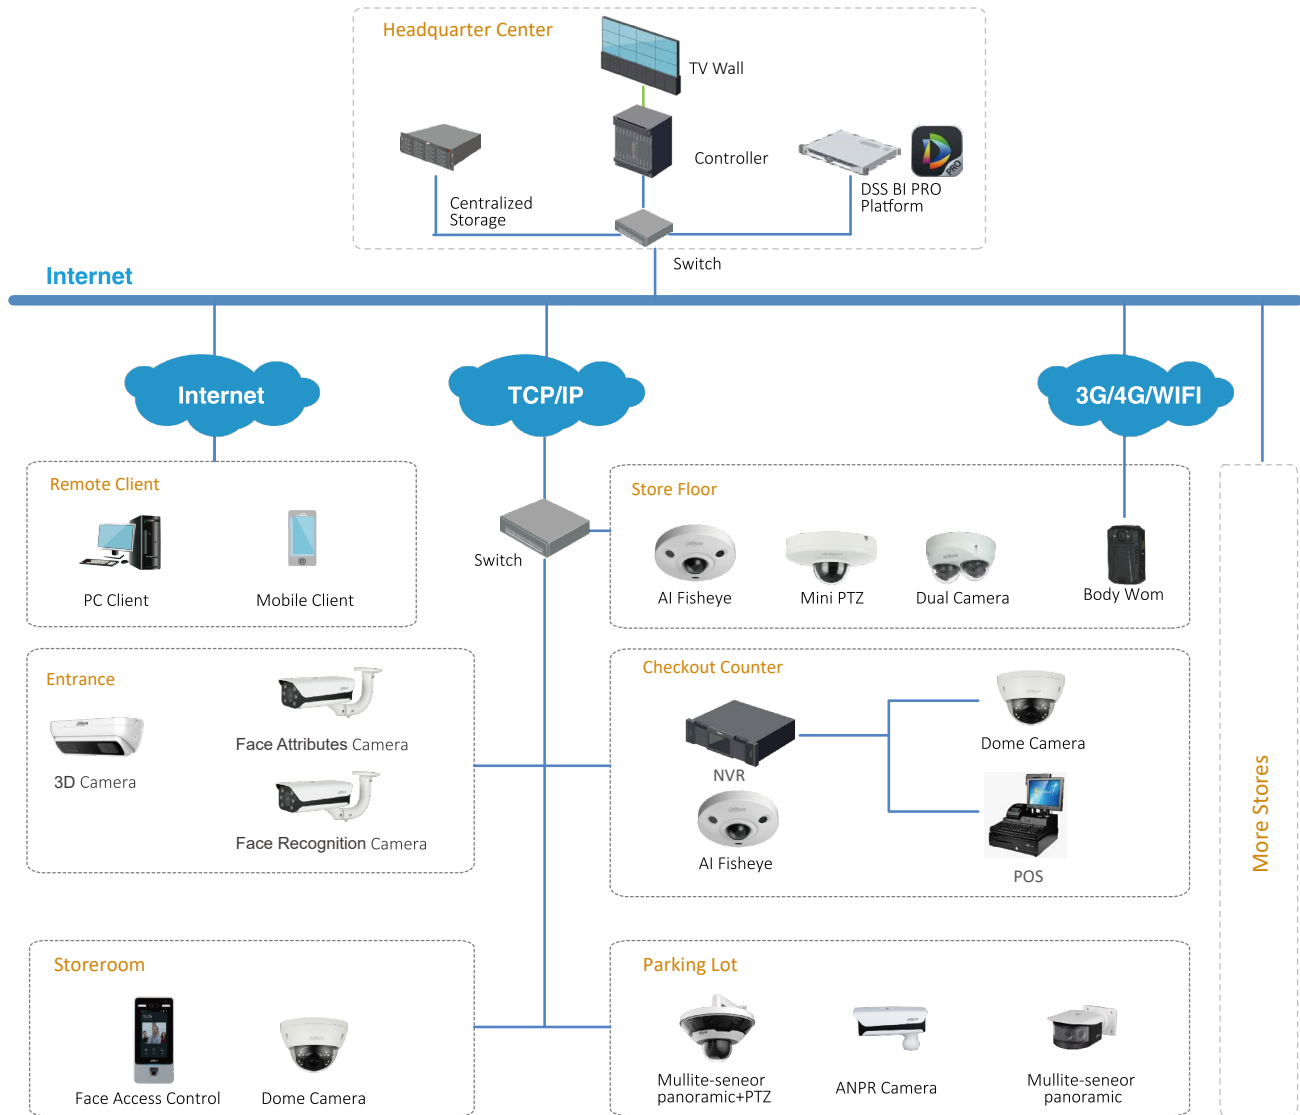 Headquarter Center
TV Wall
Controller
Centralized
Storage
DSS BI PRO
Platform
PRO
Switch
Internet
Internet
TCP/IP
3G/4G/WIFI
Remote Client
PC Client
Mobile Client
Switch
Store Floor
AI Fisheye
Mini PTZ
Dual Camera
Body Wom
Entrance
3D Camera
Face Attributes Camera
Face Recognition Camera
Checkout Counter
NVR
AI Fisheye
Dome Camera
POS
More Stores
Storeroom
Face Access Control
Dome Camera
Parking Lot
Mullite-seneor
panoramic+PTZ
ANPR Camera
Mullite-seneor
panoramic